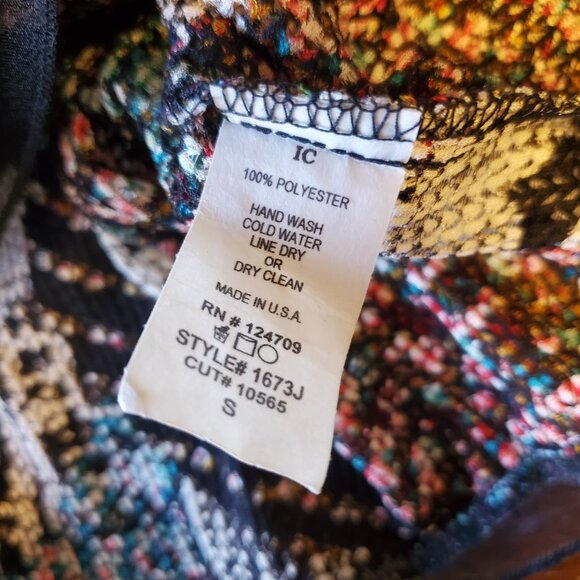 IC
100% POLYESTER
HAND WASH
COLD WATER
LINE DRY
OR
DRY CLEAN
MADE IN U.S.A.
RN # 124709
STYLE# 1673J
CUT# 10565
S